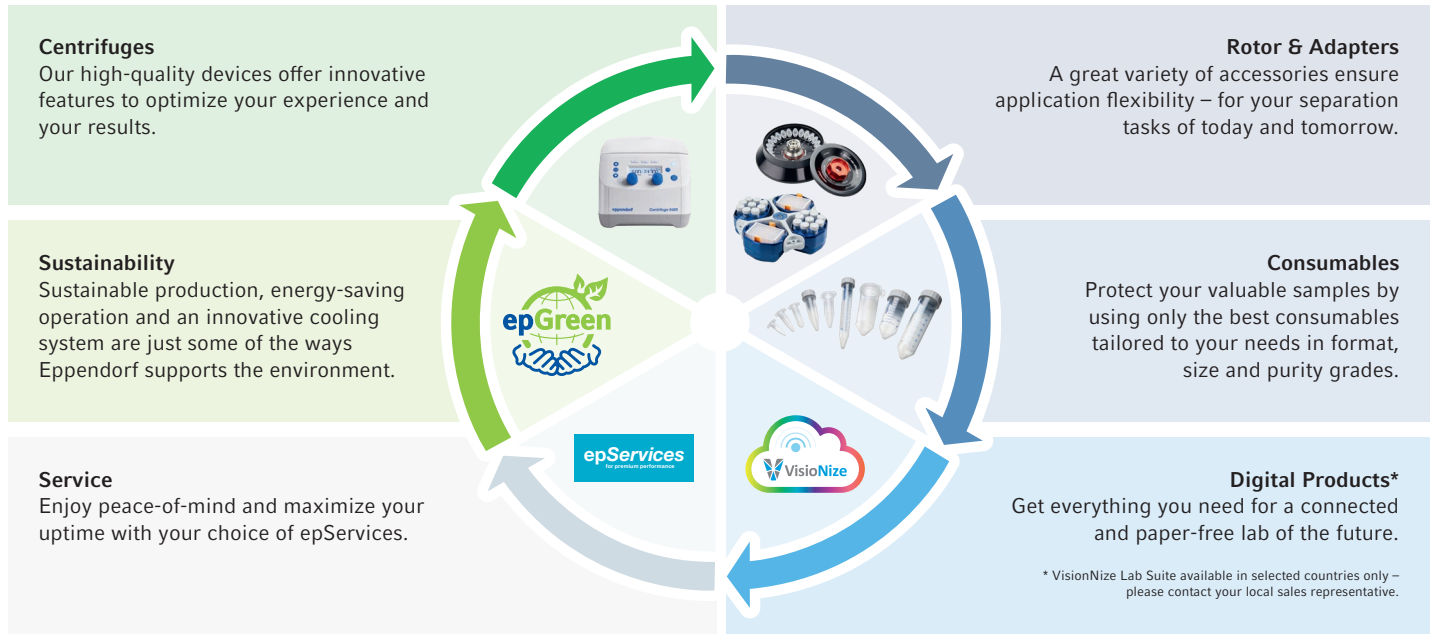 Centrifuges
Our high-quality devices offer innovative
features to optimize your experience and
your results.
Rotor & Adapters
A great variety of accessories ensure
application flexibility – for your separation
tasks of today and tomorrow.
eppendorf
Sustainability
Sustainable production, energy-saving
operation and an innovative cooling
system are just some of the ways
Eppendorf supports the environment.
epGreen
Consumables
Protect your valuable samples by
using only the best consumables
tailored to your needs in format,
size and purity grades.
Service
Enjoy peace-of-mind and maximize your
uptime with your choice of epServices.
epServices
for premium performance
VisioNize
Digital Products*
Get everything you need for a connected
and paper-free lab of the future.
* VisionNize Lab Suite available in selected countries only –
please contact your local sales representative.